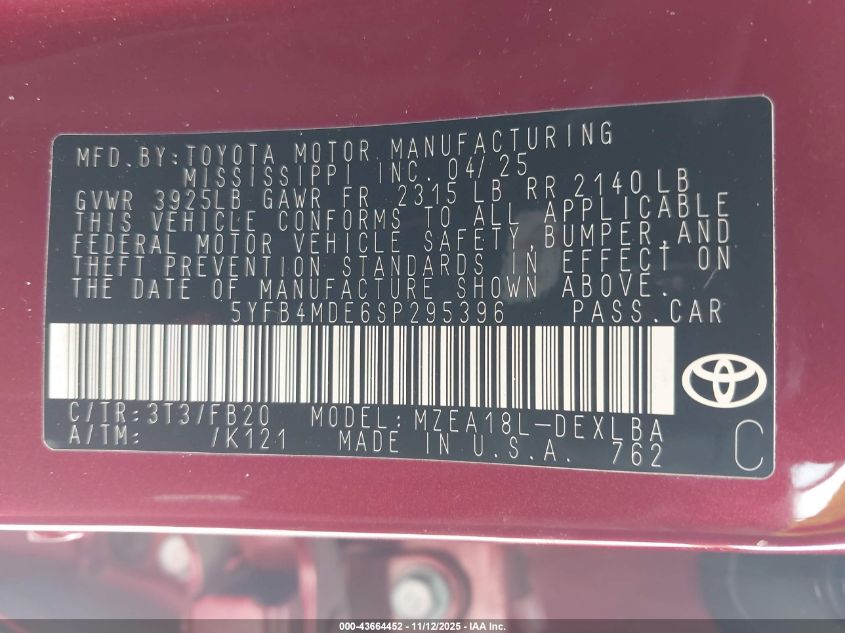 MFD.BY:TOYOTA MOTOR MANUFACTURING
MISSISSIPPI INC. 04/25
GVWR 3925LB GAWR FR 2315 LB RR 2140 LB
THIS VEHICLE CONFORMS TO ALL APPLICABLE
FEDERAL MOTOR VEHICLE SAFETY,BUMPER,AND
THEFT PREVENTION STANDARDS IN EFFECT ON
THE DATE OF MANUFACTURE SHOWN ABOVE.
5YFB4MDE6SP295396 PASS.CAR
C/TR:3T3/FB20 MODEL:MZEA18L-DEXLBA
A/TM: /K121 MADE IN U.S.A. 762
C
000-43664452 - 11/12/2025 - IAA Inc.